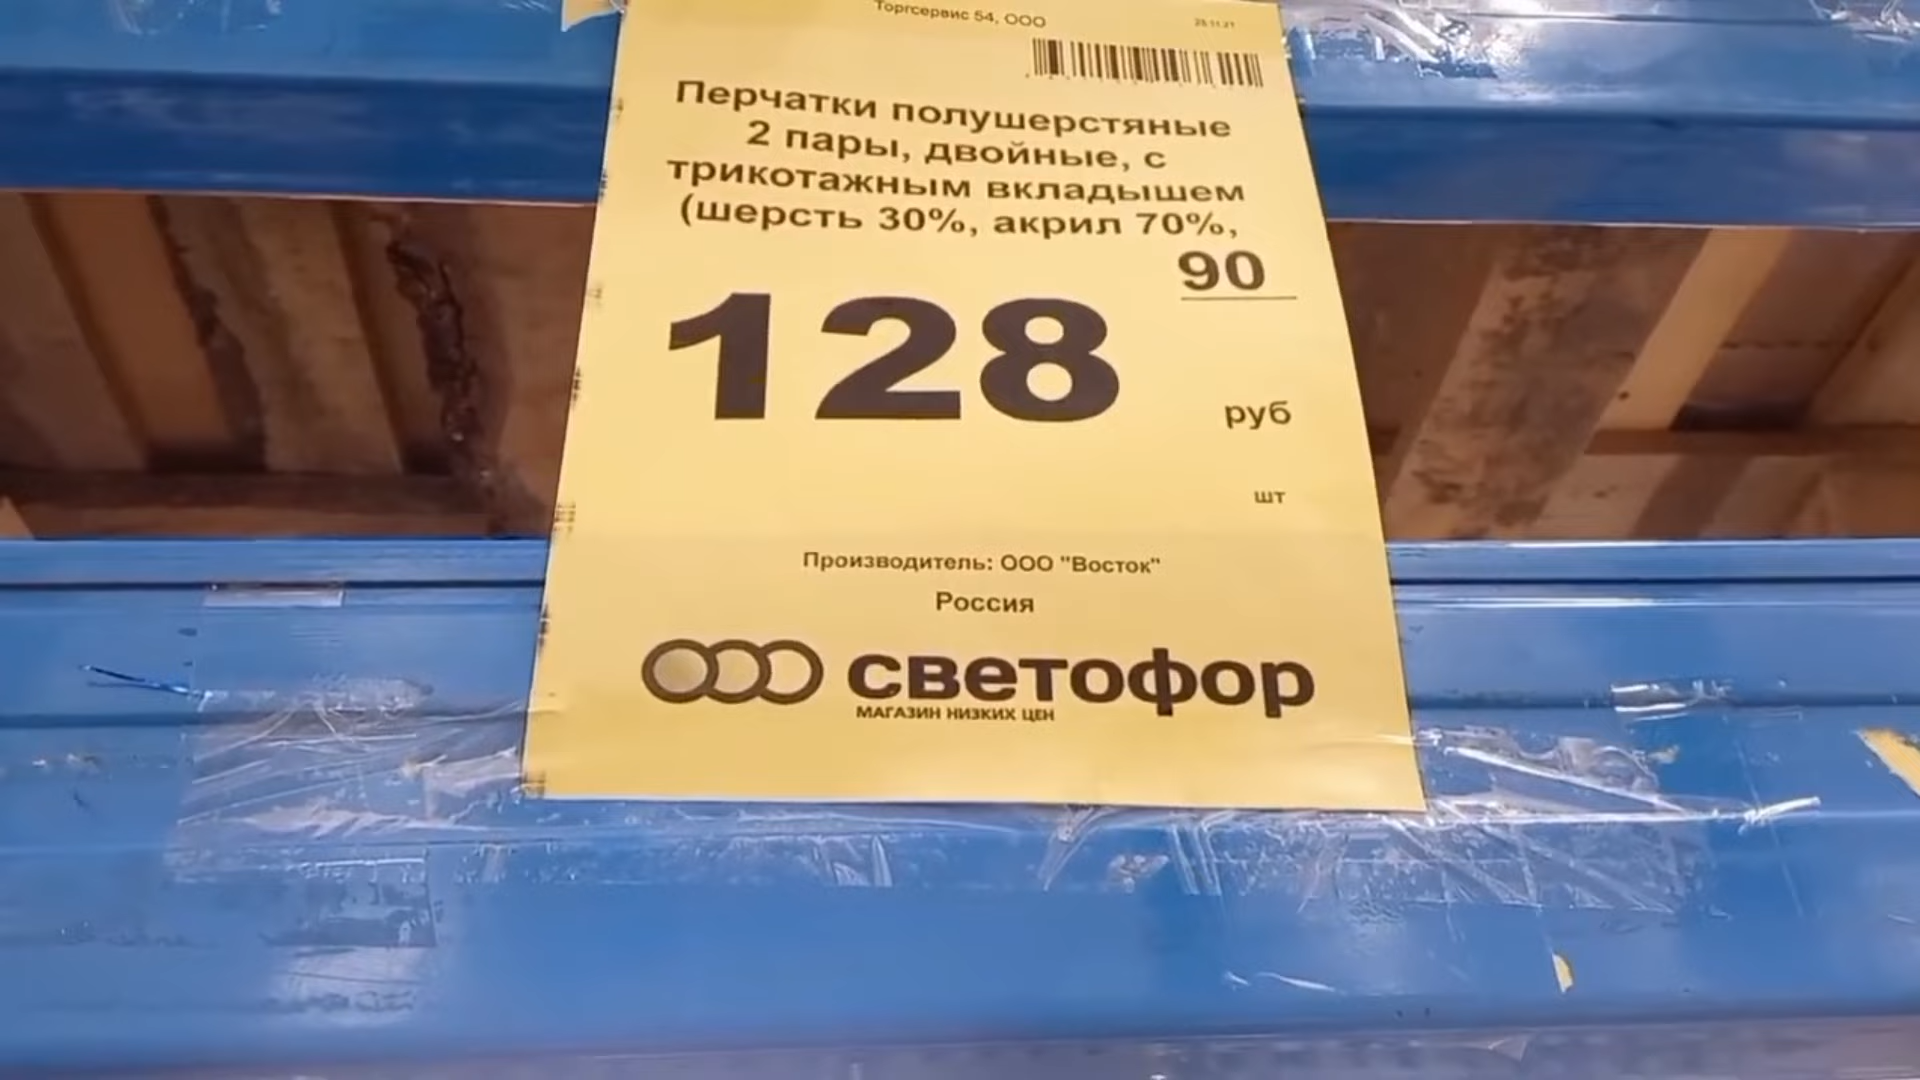 Торгсервис 54, ООО
Перчатки полушерстяные
2 пары, двойные, с
трикотажным вкладышем
(шерсть 30%, акрил 70%,
128 90
руб
шт
Производитель: ООО "Восток"
Россия
светофор
МАГАЗИН НИЗКИХ ЦЕН